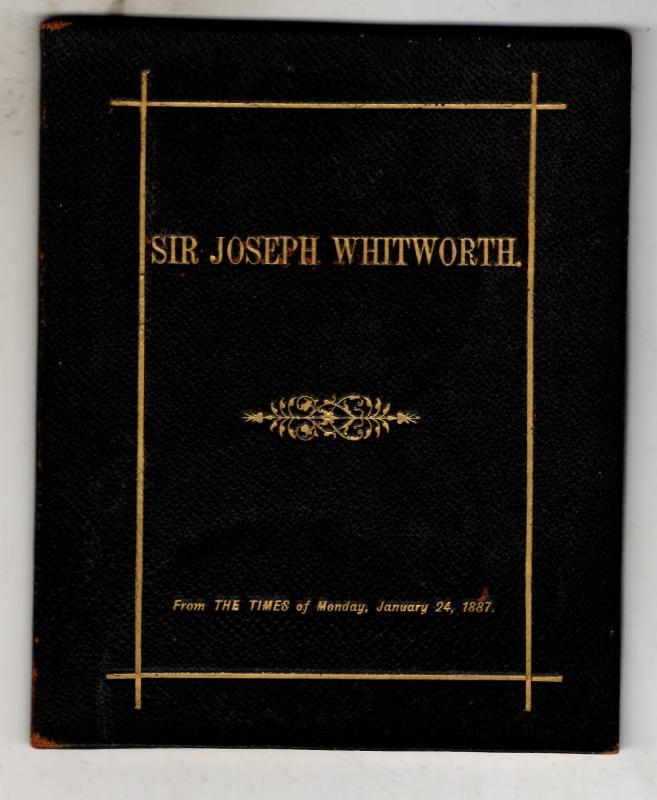 SIR JOSEPH WHITWORTH.
From THE TIMES of Monday, January 24, 1887.